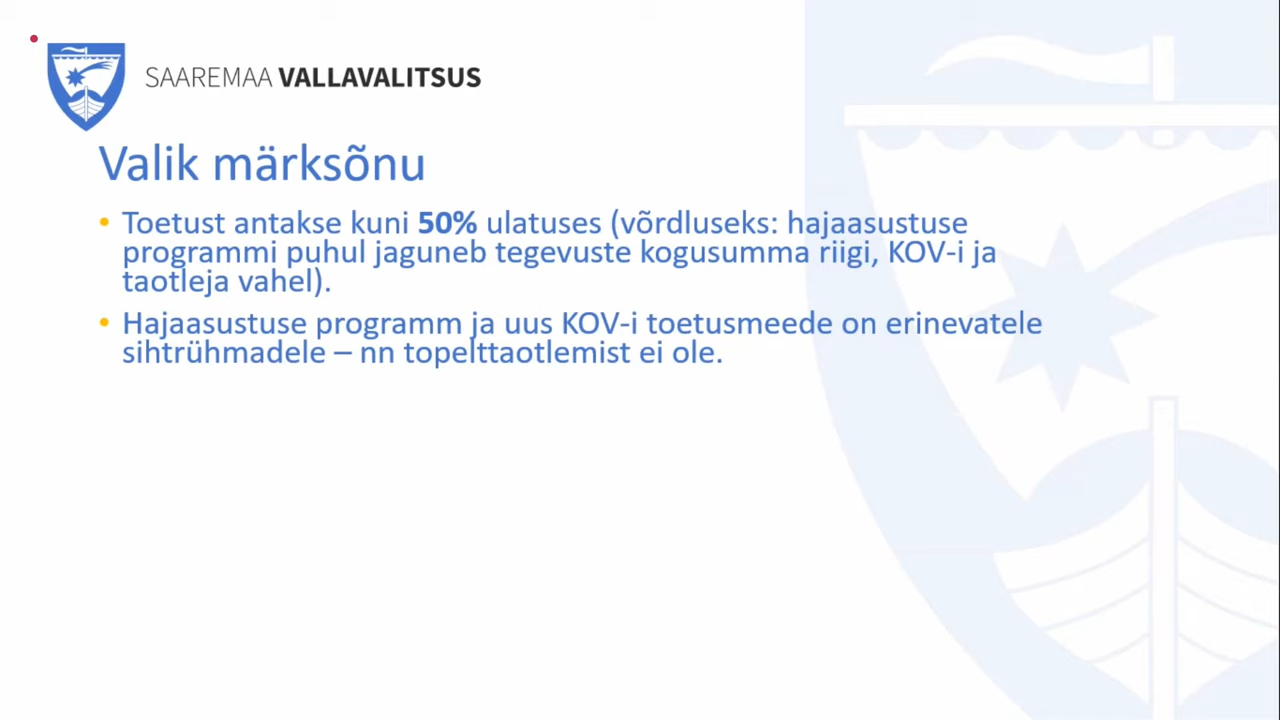 SAAREMAA VALLAVALITSUS
Valik märksõnu
• Toetust antakse kuni 50% ulatuses (võrdluseks: hajaasustuse
programmi puhul jaguneb tegevuste kogusumma riigi, KOV-i ja
taotleja vahel).
• Hajaasustuse programm ja uus KOV-i toetusmeede on erinevatele
sihtrühmadele – nn topelttaotlemist ei ole.